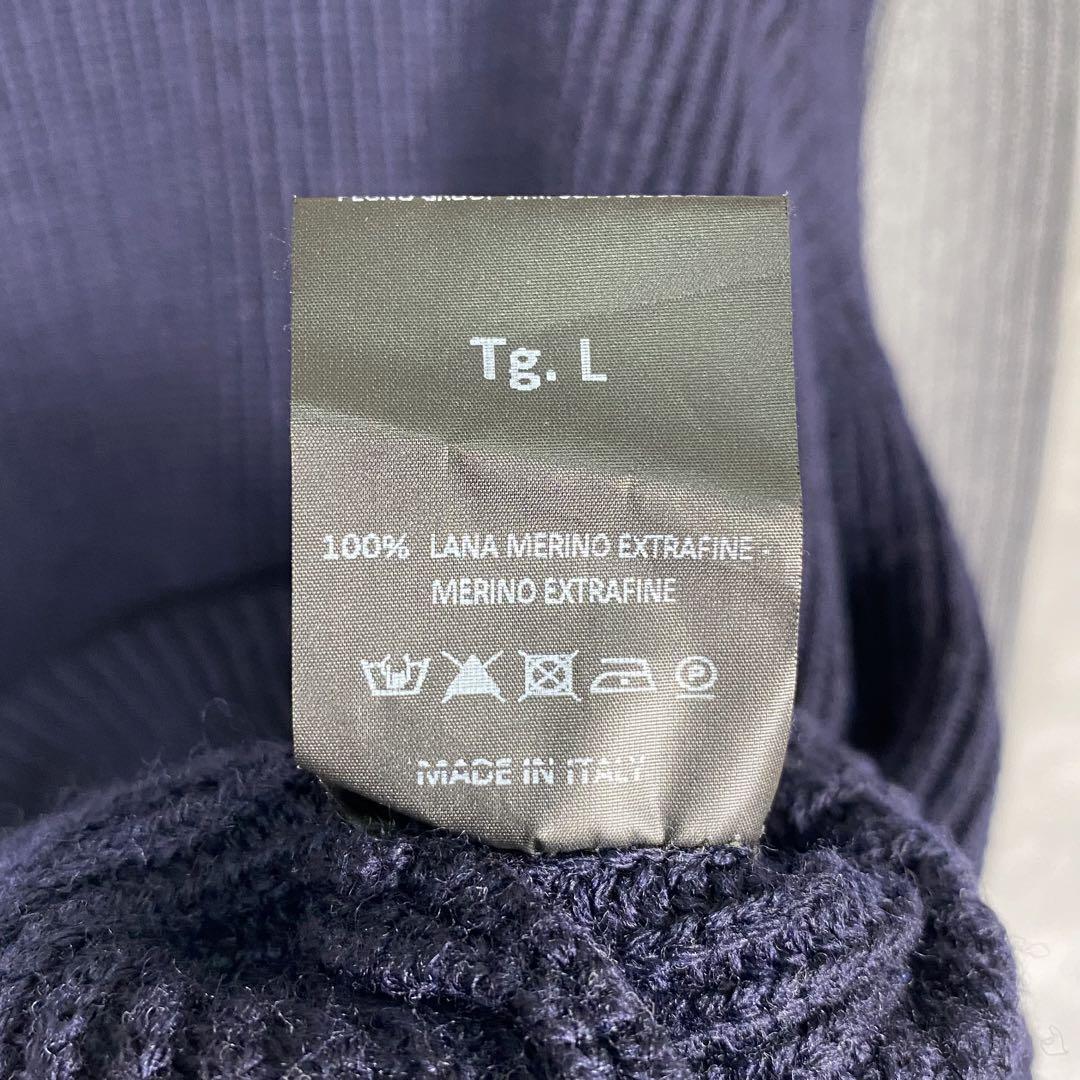 Tg. L
100% LANA MERINO EXTRAFINE -
MERINO EXTRAFINE
P
MADE IN ITALY